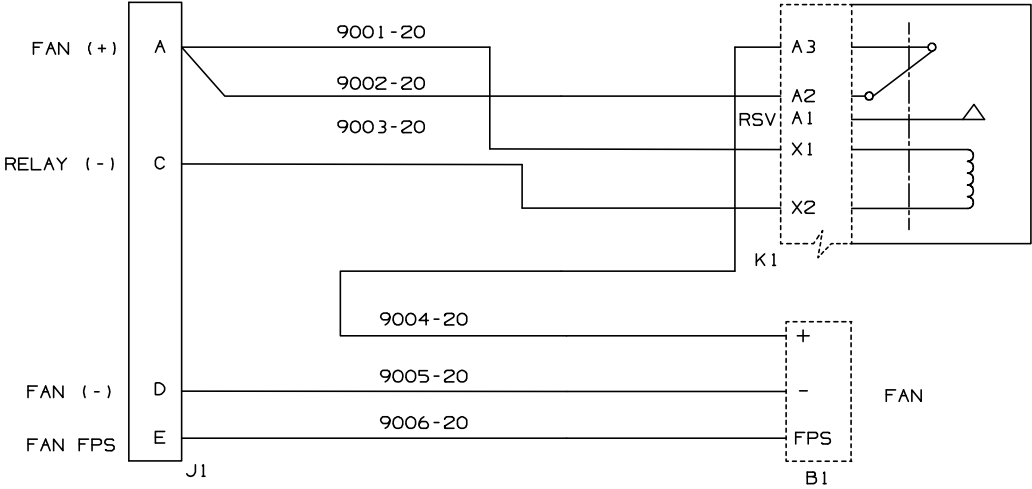 9001-20
FAN (+) A A3
9002-20
A2
9003-20 RSV A1
X1
RELAY (-) C
X2
K1
9004-20
+
9005-20
FAN (-) D - FAN
9006-20
FAN FPS E FPS
J1 B1